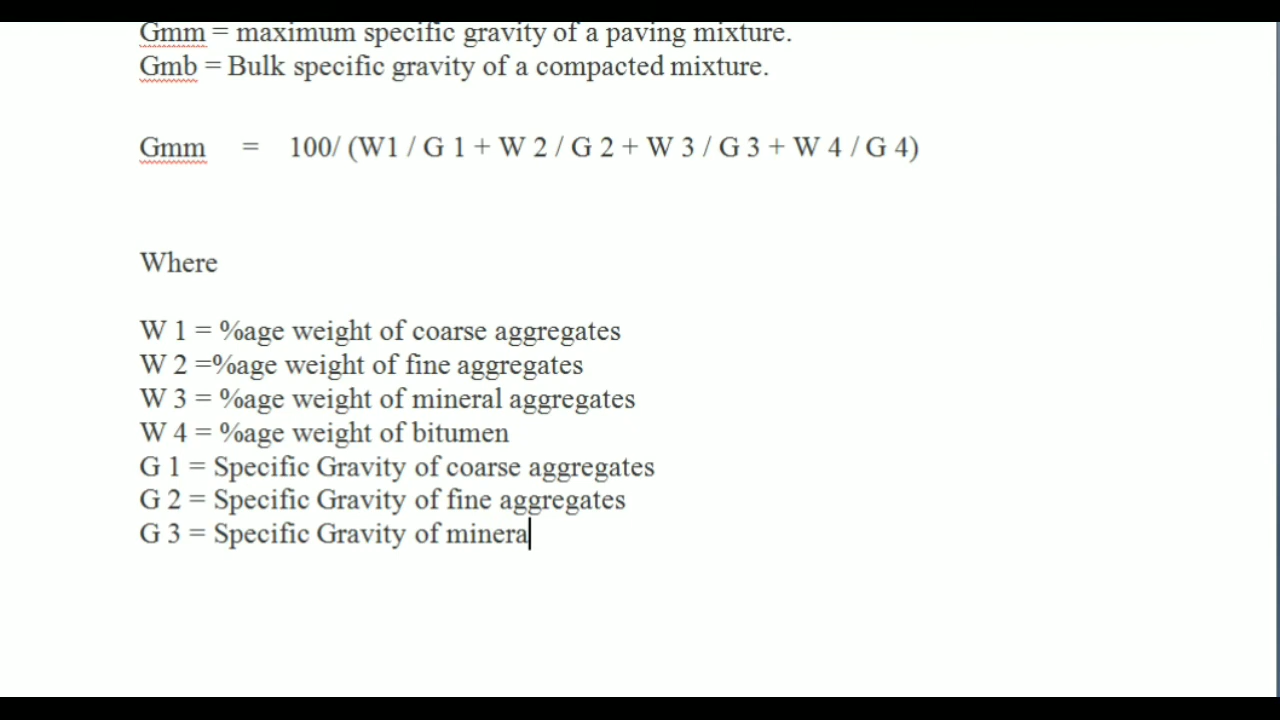 Gmm = maximum specific gravity of a paving mixture.
Gmb = Bulk specific gravity of a compacted mixture.
Gmm = 100/ (W1 / G 1 + W 2 / G 2 + W 3 / G 3 + W 4 / G 4)
Where
W 1 = %age weight of coarse aggregates
W 2 =%age weight of fine aggregates
W 3 = %age weight of mineral aggregates
W 4 = %age weight of bitumen
G 1 = Specific Gravity of coarse aggregates
G 2 = Specific Gravity of fine aggregates
G 3 = Specific Gravity of minera